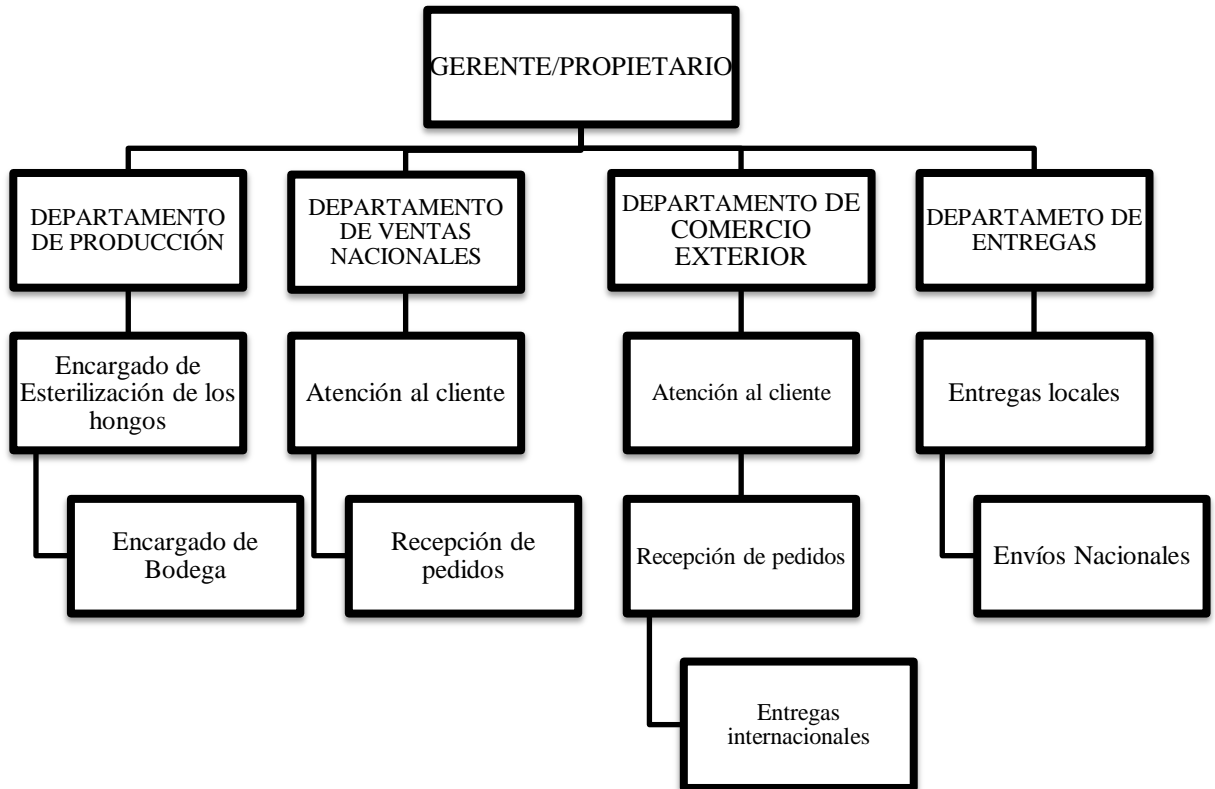 GERENTE/PROPIETARIO
DEPARTAMENTO
DE PRODUCCIÓN
DEPARTAMENTO
DE VENTAS
NACIONALES
DEPARTAMENTO DE
COMERCIO
EXTERIOR
DEPARTAMETO DE
ENTREGAS
Encargado de
Esterilización de los
hongos
Atención al cliente
Atención al cliente
Entregas locales
Encargado de
Bodega
Recepción de
pedidos
Recepción de pedidos
Envíos Nacionales
Entregas
internacionales